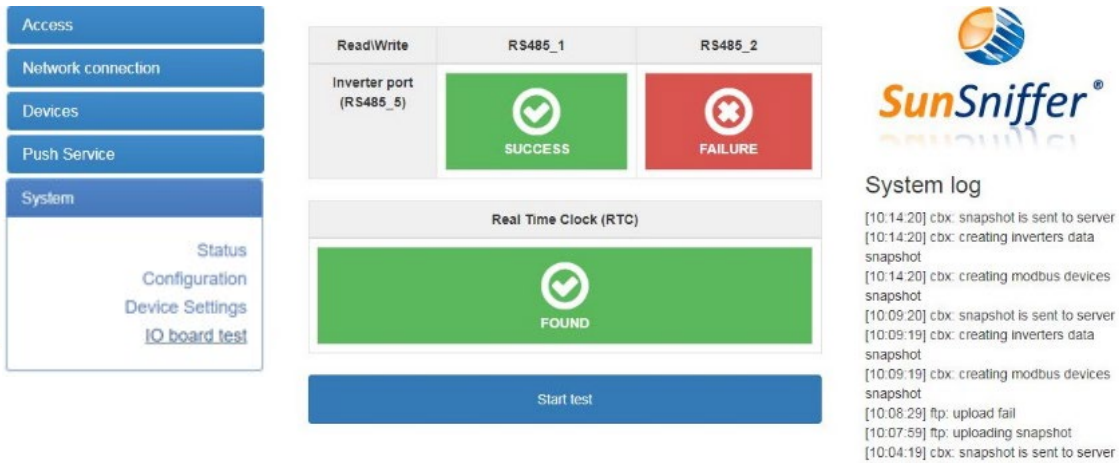 Access
Network connection
Devices
Push Service
System
Status
Configuration
Device Settings
IO board test
Read\Write RS485_1 RS485_2
Inverter port
(RS485_5)
SUCCESS FAILURE
Real Time Clock (RTC)
FOUND
Start test
SunSniffer®
System log
[10:14:20] cbx: snapshot is sent to server
[10:14:20] cbx: creating inverters data
snapshot
[10:14:20] cbx: creating modbus devices
snapshot
[10:09:20] cbx: snapshot is sent to server
[10:09:19] cbx: creating inverters data
snapshot
[10:09:19] cbx: creating modbus devices
snapshot
[10:08:29] ftp: upload fail
[10:07:59] ftp: uploading snapshot
[10:04:19] cbx: snapshot is sent to server